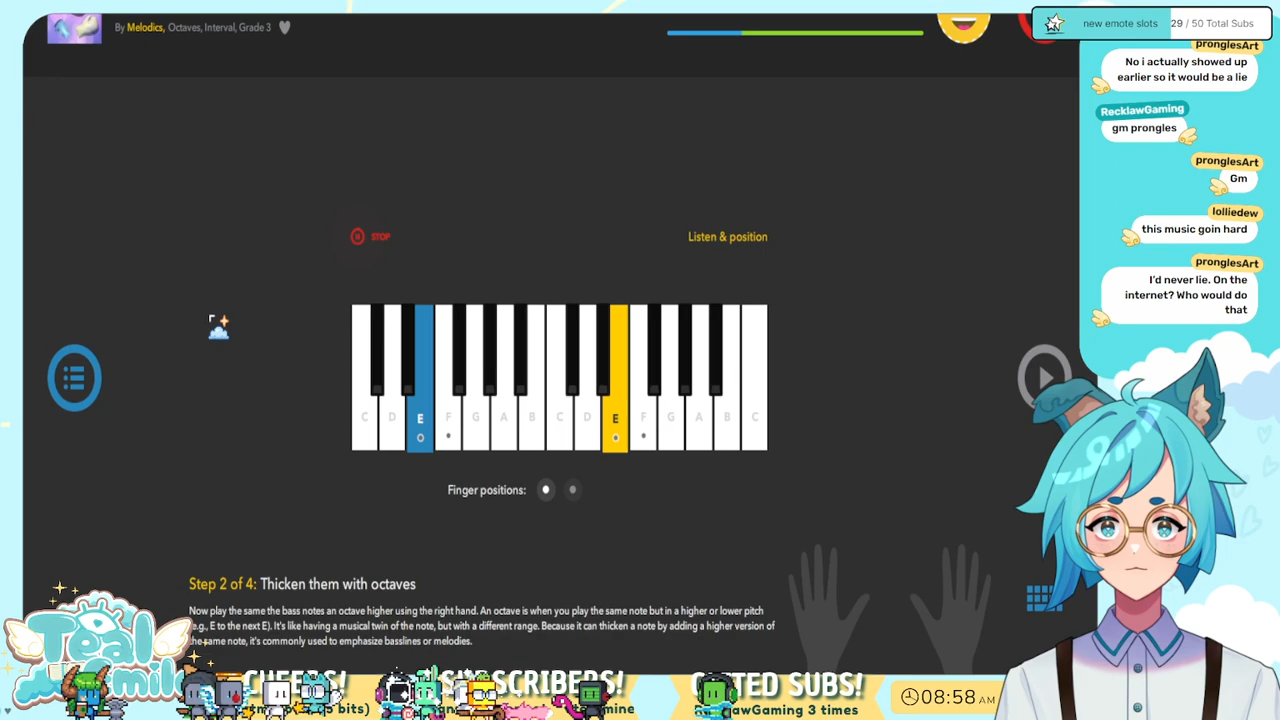 By Melodics, Octaves, Interval, Grade 3
new emote slots
29 / 50 Total Subs
pronglesArt
No i actually showed up
earlier so it would be a lie
RecklawGaming
gm prongles
pronglesArt
Gm
lolliedew
this music goin hard
pronglesArt
I'd never lie. On the
internet? Who would do
that
STOP
Listen & position
C D E F G A B C D E F G A B C
Finger positions:
Step 2 of 4: Thicken them with octaves
Now play the same the bass notes an octave higher using the right hand. An octave is when you play the same note but in a higher or lower pitch
e.g., E to the next E). It's like having a musical twin of the note, but with a different range. Because it can thicken a note by adding a higher version of
same note, it's commonly used to emphasize basslines or melodies.
Teal
Smile
bits)
SUBS!
3 times
08:58 AM